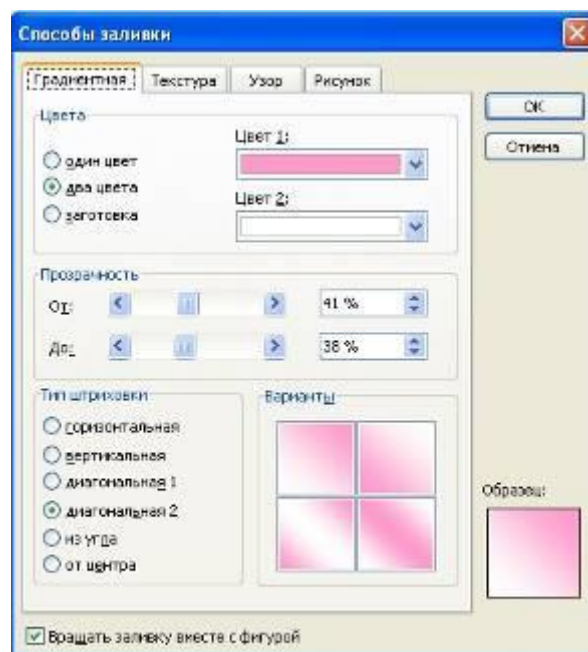 Способы заливки
Градиентная Текстура Узор Рисунок
ОК
Отмена
Цвета
один цвет
два цвета
заготовка
Цвет 1:
Цвет 2:
Прозрачность
От: 41 %
До: 38 %
Тип штриховки
горизонтальная
вертикальная
диагональная 1
диагональная 2
из угла
от центра
Варианты
Образец:
Вращать заливку вместе с фигурой